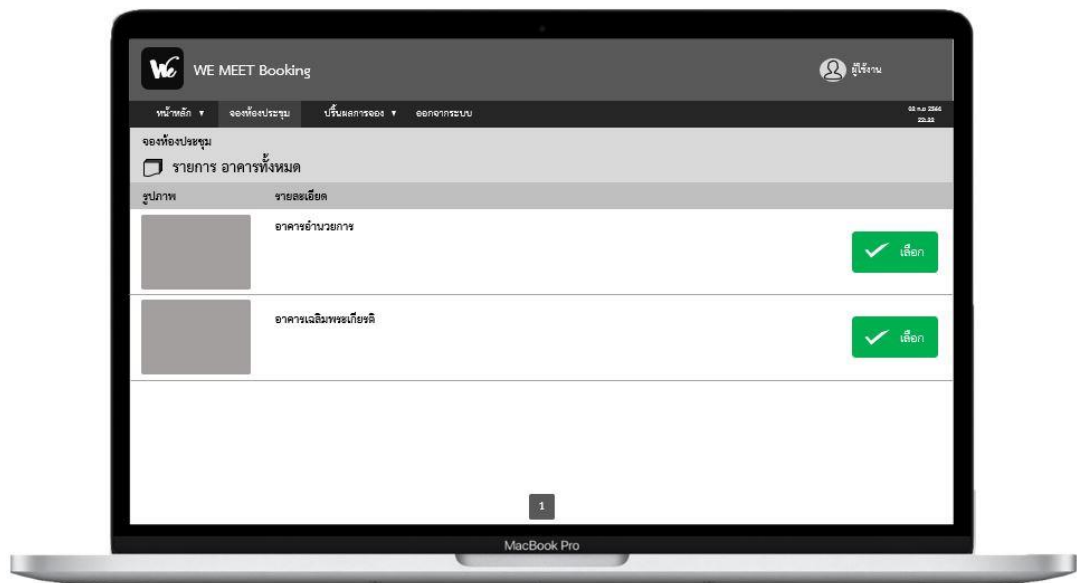 We WE MEET Booking ผู้ใช้งาน
หน้าหลัก ▼ จองห้องประชุม ปริ้นผลการจอง ▼ ออกจากระบบ
22:22
จองห้องประชุม
รายการ อาคารทั้งหมด
รูปภาพ รายละเอียด
อาคารอำนวยการ
เลือก
อาคารเฉลิมพระเกียรติ
เลือก
1
MacBook Pro